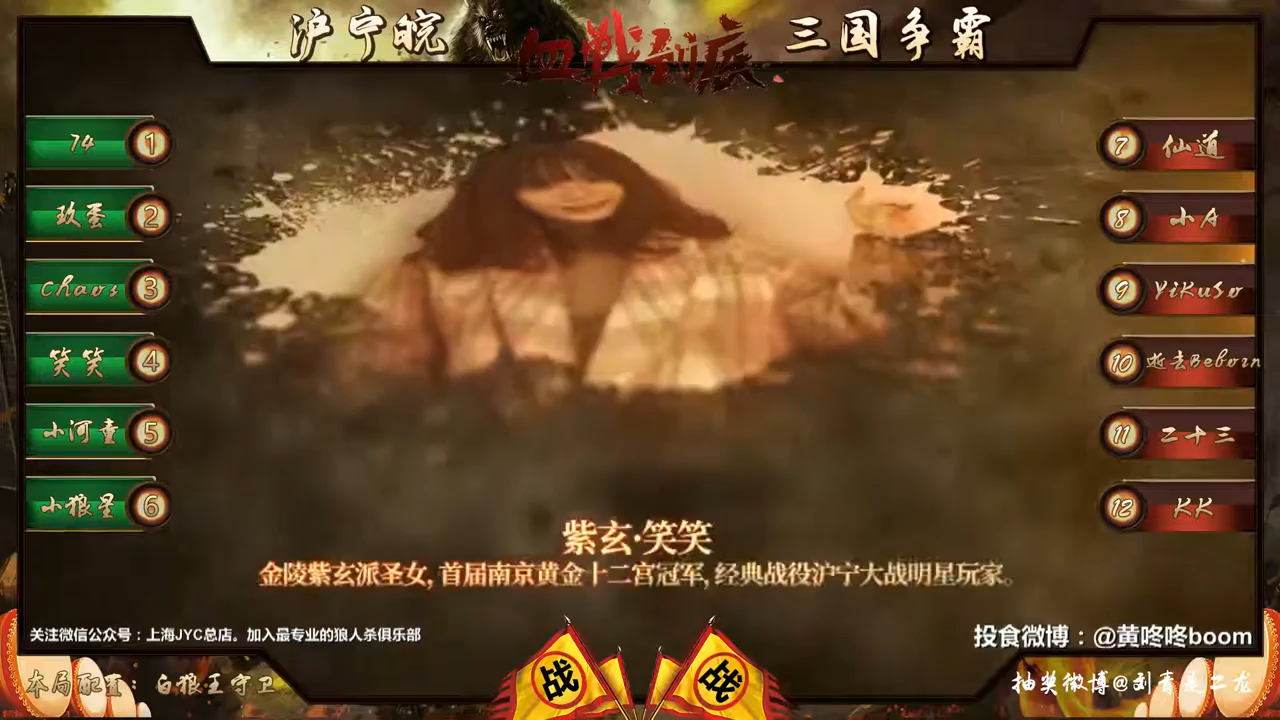 沪宁皖 血戰到底 三国争霸
74 1
玖蛋 2
Chaos 3
笑笑 4
小河童 5
小狼星 6
7 仙道
8 小A
9 YiKuSo
10 逝去Reborn
11 二十三
12 KK
紫玄·笑笑
金陵紫玄派圣女,首届南京黄金十二宫冠军,经典战役沪宁大战明星玩家。
关注微信公众号：上海JYC总店。加入最专业的狼人杀俱乐部
投食微博：@黄咚咚boom
本局配置：白狼王守卫
战 战
抽奖微博@刘青是二龙